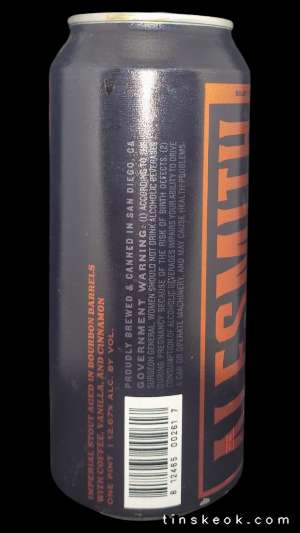 IMPERIAL STOUT AGED IN BOURBON BARRELS
WITH COFFEE, VANILLA, AND CINNAMON
ONE PINT | 12.67% ALC. BY VOL.
PROUDLY BREWED & CANNED IN SAN DIEGO, CA
GOVERNMENT WARNING: (1) ACCORDING TO THE
SURGEON GENERAL, WOMEN SHOULD NOT DRINK ALCOHOLIC BEVERAGES
DURING PREGNANCY BECAUSE OF THE RISK OF BIRTH DEFECTS. (2)
CONSUMPTION OF ALCOHOLIC BEVERAGES IMPAIRS YOUR ABILITY TO DRIVE
A CAR OR OPERATE MACHINERY, AND MAY CAUSE HEALTH PROBLEMS.
8 12485 00261 7
ALESMITH
tinskeok.com